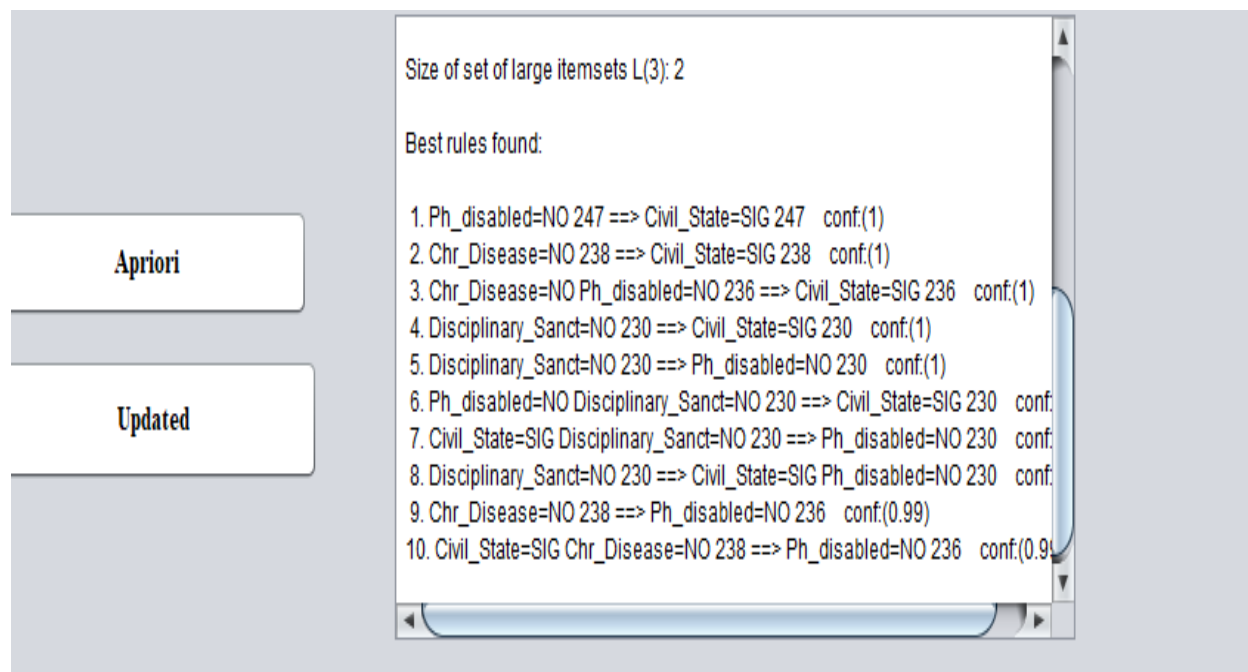 Size of set of large itemsets L(3): 2
Best rules found:
1. Ph_disabled=NO 247 ==> Civil_State=SIG 247 conf:(1)
2. Chr_Disease=NO 238 ==> Civil_State=SIG 238 conf:(1)
3. Chr_Disease=NO Ph_disabled=NO 236 ==> Civil_State=SIG 236 conf:(1)
4. Disciplinary_Sanct=NO 230 ==> Civil_State=SIG 230 conf:(1)
5. Disciplinary_Sanct=NO 230 ==> Ph_disabled=NO 230 conf:(1)
6. Ph_disabled=NO Disciplinary_Sanct=NO 230 ==> Civil_State=SIG 230 conf:
7. Civil_State=SIG Disciplinary_Sanct=NO 230 ==> Ph_disabled=NO 230 conf:
8. Disciplinary_Sanct=NO 230 ==> Civil_State=SIG Ph_disabled=NO 230 conf:
9. Chr_Disease=NO 238 ==> Ph_disabled=NO 236 conf:(0.99)
10. Civil_State=SIG Chr_Disease=NO 238 ==> Ph_disabled=NO 236 conf:(0.9
Apriori
Updated